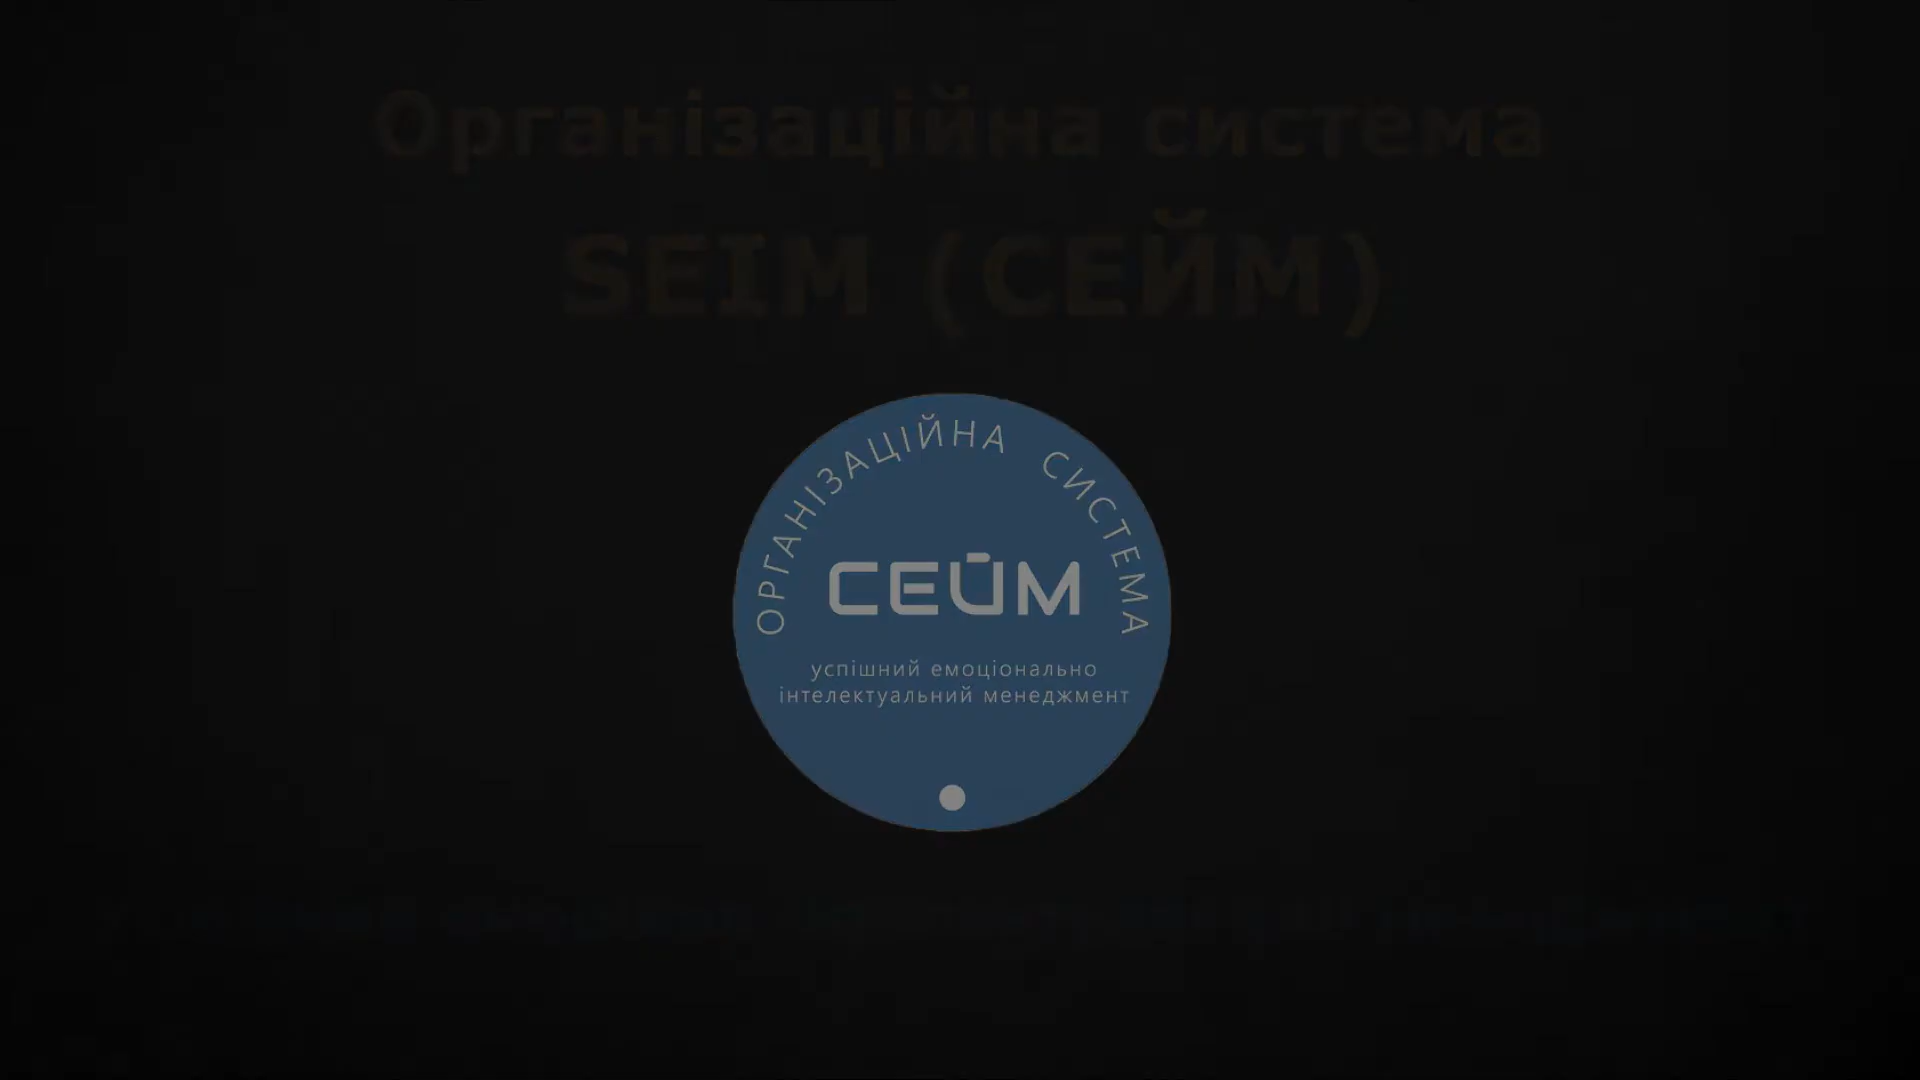 Організаційна система
SEIM (СЕЙМ)
ОРГАНІЗАЦІЙНА СИСТЕМА
СЕЙМ
успішний емоціонально
інтелектуальний менеджмент